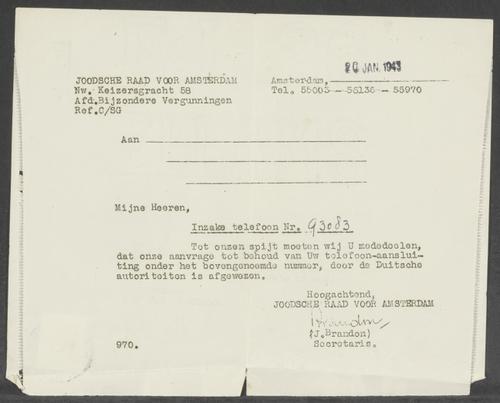 20 JAN. 1943
JOODSCHE RAAD VOOR AMSTERDAM
Nw. Keizersgracht 58
Afd.Bijzondere Vergunningen
Ref.C/SG
Amsterdam,
Tel. 55003 - 55136 - 55970
Aan
Mijne Heeren,
Inzake telefoon Nr. 93083
Tot onzen spijt moeten wij U mededeelen,
dat onze aanvrage tot behoud van Uw telefoon-aanslui-
ting onder het bovengenoemde nummer, door de Duitsche
autoriteiten is afgewezen.
Hoogachtend,
JOODSCHE RAAD VOOR AMSTERDAM
Brandon
(J.Brandon)
Secretaris.
970.